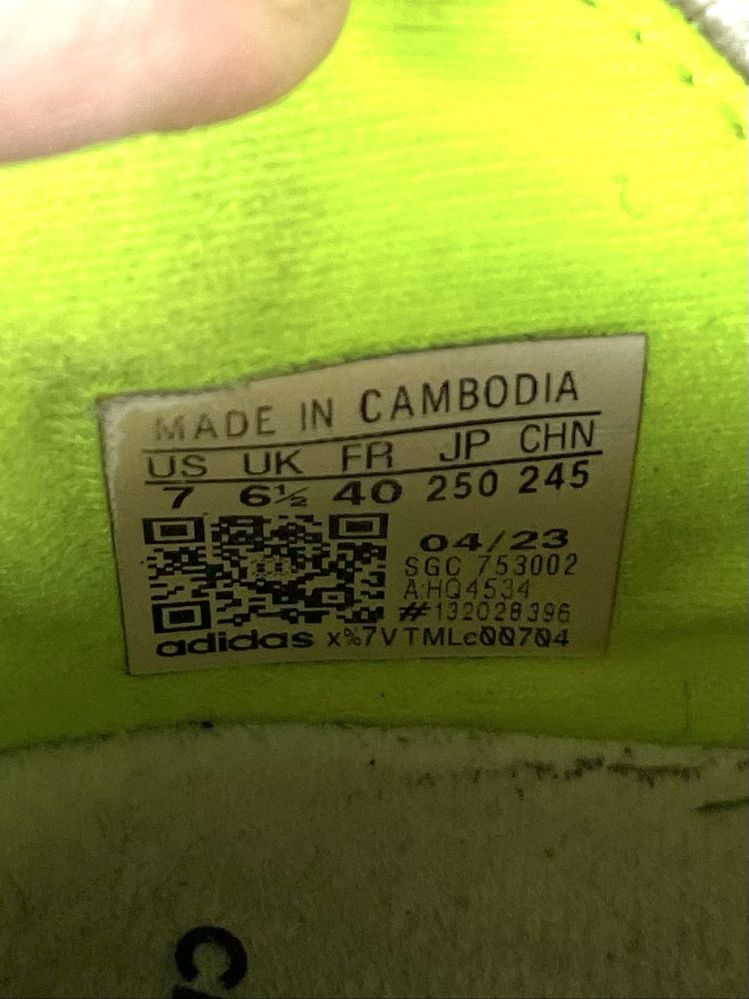 MADE IN CAMBODIA
US UK FR JP CHN
7 6½ 40 250 245
04/23
SGC 753002
A:HQ4534
#132028396
adidas x%7VTMLc00704